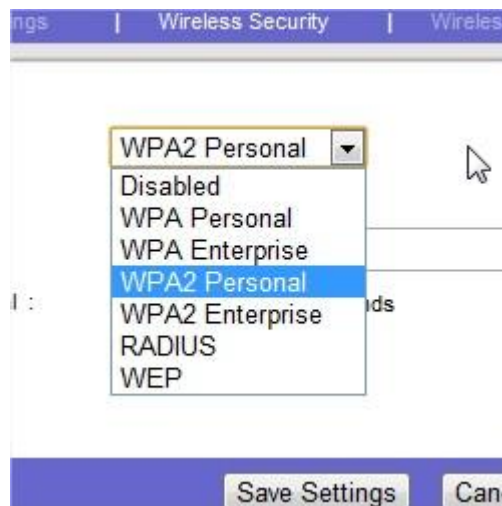 ngs | Wireless Security | Wireles
WPA2 Personal
Disabled
WPA Personal
WPA Enterprise
WPA2 Personal
WPA2 Enterprise
l : nds
RADIUS
WEP
Save Settings Can